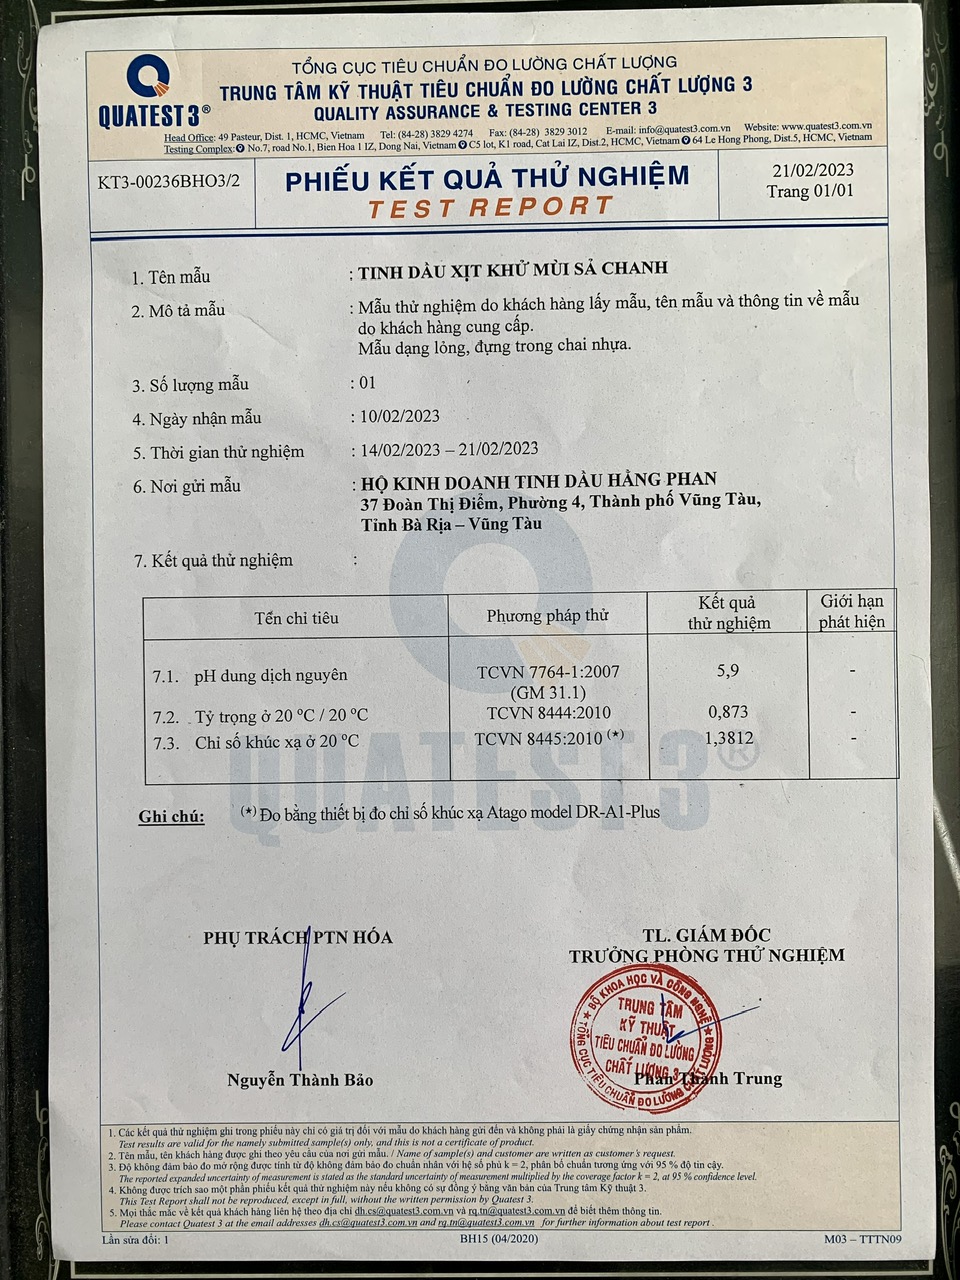 TỔNG CỤC TIÊU CHUẨN ĐO LƯỜNG CHẤT LƯỢNG
TRUNG TÂM KỸ THUẬT TIÊU CHUẨN ĐO LƯỜNG CHẤT LƯỢNG 3
QUALITY ASSURANCE & TESTING CENTER 3
QUATEST 3®
Head Office: 49 Pasteur, Dist. 1, HCMC, Vietnam Tel: (84-28) 3829 4274 Fax: (84-28) 3829 3012 E-mail: info@quatest3.com.vn Website: www.quatest3.com.vn
Testing Complex: No.7, road No.1, Bien Hoa 1 IZ, Dong Nai, Vietnam C5 lot, K1 road, Cat Lai IZ, Dist.2, HCMC, Vietnam 64 Le Hong Phong, Dist.5, HCMC, Vietnam
KT3-00236BHO3/2
PHIẾU KẾT QUẢ THỬ NGHIỆM
TEST REPORT
21/02/2023
Trang 01/01
1. Tên mẫu : TINH DẦU XỊT KHỬ MÙI SẢ CHANH
2. Mô tả mẫu : Mẫu thử nghiệm do khách hàng lấy mẫu, tên mẫu và thông tin về mẫu
do khách hàng cung cấp.
Mẫu dạng lỏng, đựng trong chai nhựa.
3. Số lượng mẫu : 01
4. Ngày nhận mẫu : 10/02/2023
5. Thời gian thử nghiệm : 14/02/2023 – 21/02/2023
6. Nơi gửi mẫu : HỘ KINH DOANH TINH DẦU HẰNG PHAN
37 Đoàn Thị Điểm, Phường 4, Thành phố Vũng Tàu,
Tỉnh Bà Rịa – Vũng Tàu
7. Kết quả thử nghiệm :
Tên chỉ tiêu Phương pháp thử Kết quả thử nghiệm Giới hạn phát hiện
7.1. pH dung dịch nguyên TCVN 7764-1:2007 5,9 -
(GM 31.1)
7.2. Tỷ trọng ở 20 °C / 20 °C TCVN 8444:2010 0,873 -
7.3. Chỉ số khúc xạ ở 20 °C TCVN 8445:2010 (*) 1,3812 -
QUATEST3®
Ghi chú: (*) Đo bằng thiết bị đo chỉ số khúc xạ Atago model DR-A1-Plus
PHỤ TRÁCH PTN HÓA
TL. GIÁM ĐỐC
TRƯỞNG PHÒNG THỬ NGHIỆM
★ BỘ KHOA HỌC VÀ CÔNG NGHỆ ★
TỔNG CỤC TIÊU CHUẨN ĐO LƯỜNG CHẤT LƯỢNG
TRUNG TÂM
KỸ THUẬT
TIÊU CHUẨN ĐO LƯỜNG
CHẤT LƯỢNG 3
Nguyễn Thành Bảo
Phan Thành Trung
1. Các kết quả thử nghiệm ghi trong phiếu này chỉ có giá trị đối với mẫu do khách hàng gửi đến và không phải là giấy chứng nhận sản phẩm.
Test results are valid for the namely submitted sample(s) only, and this is not a certificate of product.
2. Tên mẫu, tên khách hàng được ghi theo yêu cầu của nơi gửi mẫu. / Name of sample(s) and customer are written as customer's request.
3. Độ không đảm bảo đo mở rộng được tính từ độ không đảm bảo đo chuẩn nhân với hệ số phủ k = 2, phân bố chuẩn tương ứng với 95 % độ tin cậy.
The reported expanded uncertainty of measurement is stated as the standard uncertainty of measurement multiplied by the coverage factor k = 2, at 95 % confidence level.
4. Không được trích sao một phần phiếu kết quả thử nghiệm này nếu không có sự đồng ý bằng văn bản của Trung tâm Kỹ thuật 3.
This Test Report shall not be reproduced, except in full, without the written permission by Quatest 3.
5. Mọi thắc mắc về kết quả khách hàng liên hệ theo địa chỉ dh.cs@quatest3.com.vn và rq.tn@quatest3.com.vn để biết thêm thông tin.
Please contact Quatest 3 at the email addresses dh.cs@quatest3.com.vn and rq.tn@quatest3.com.vn for further information about test report .
Lần sửa đổi: 1 BH15 (04/2020) M03 – TTTN09